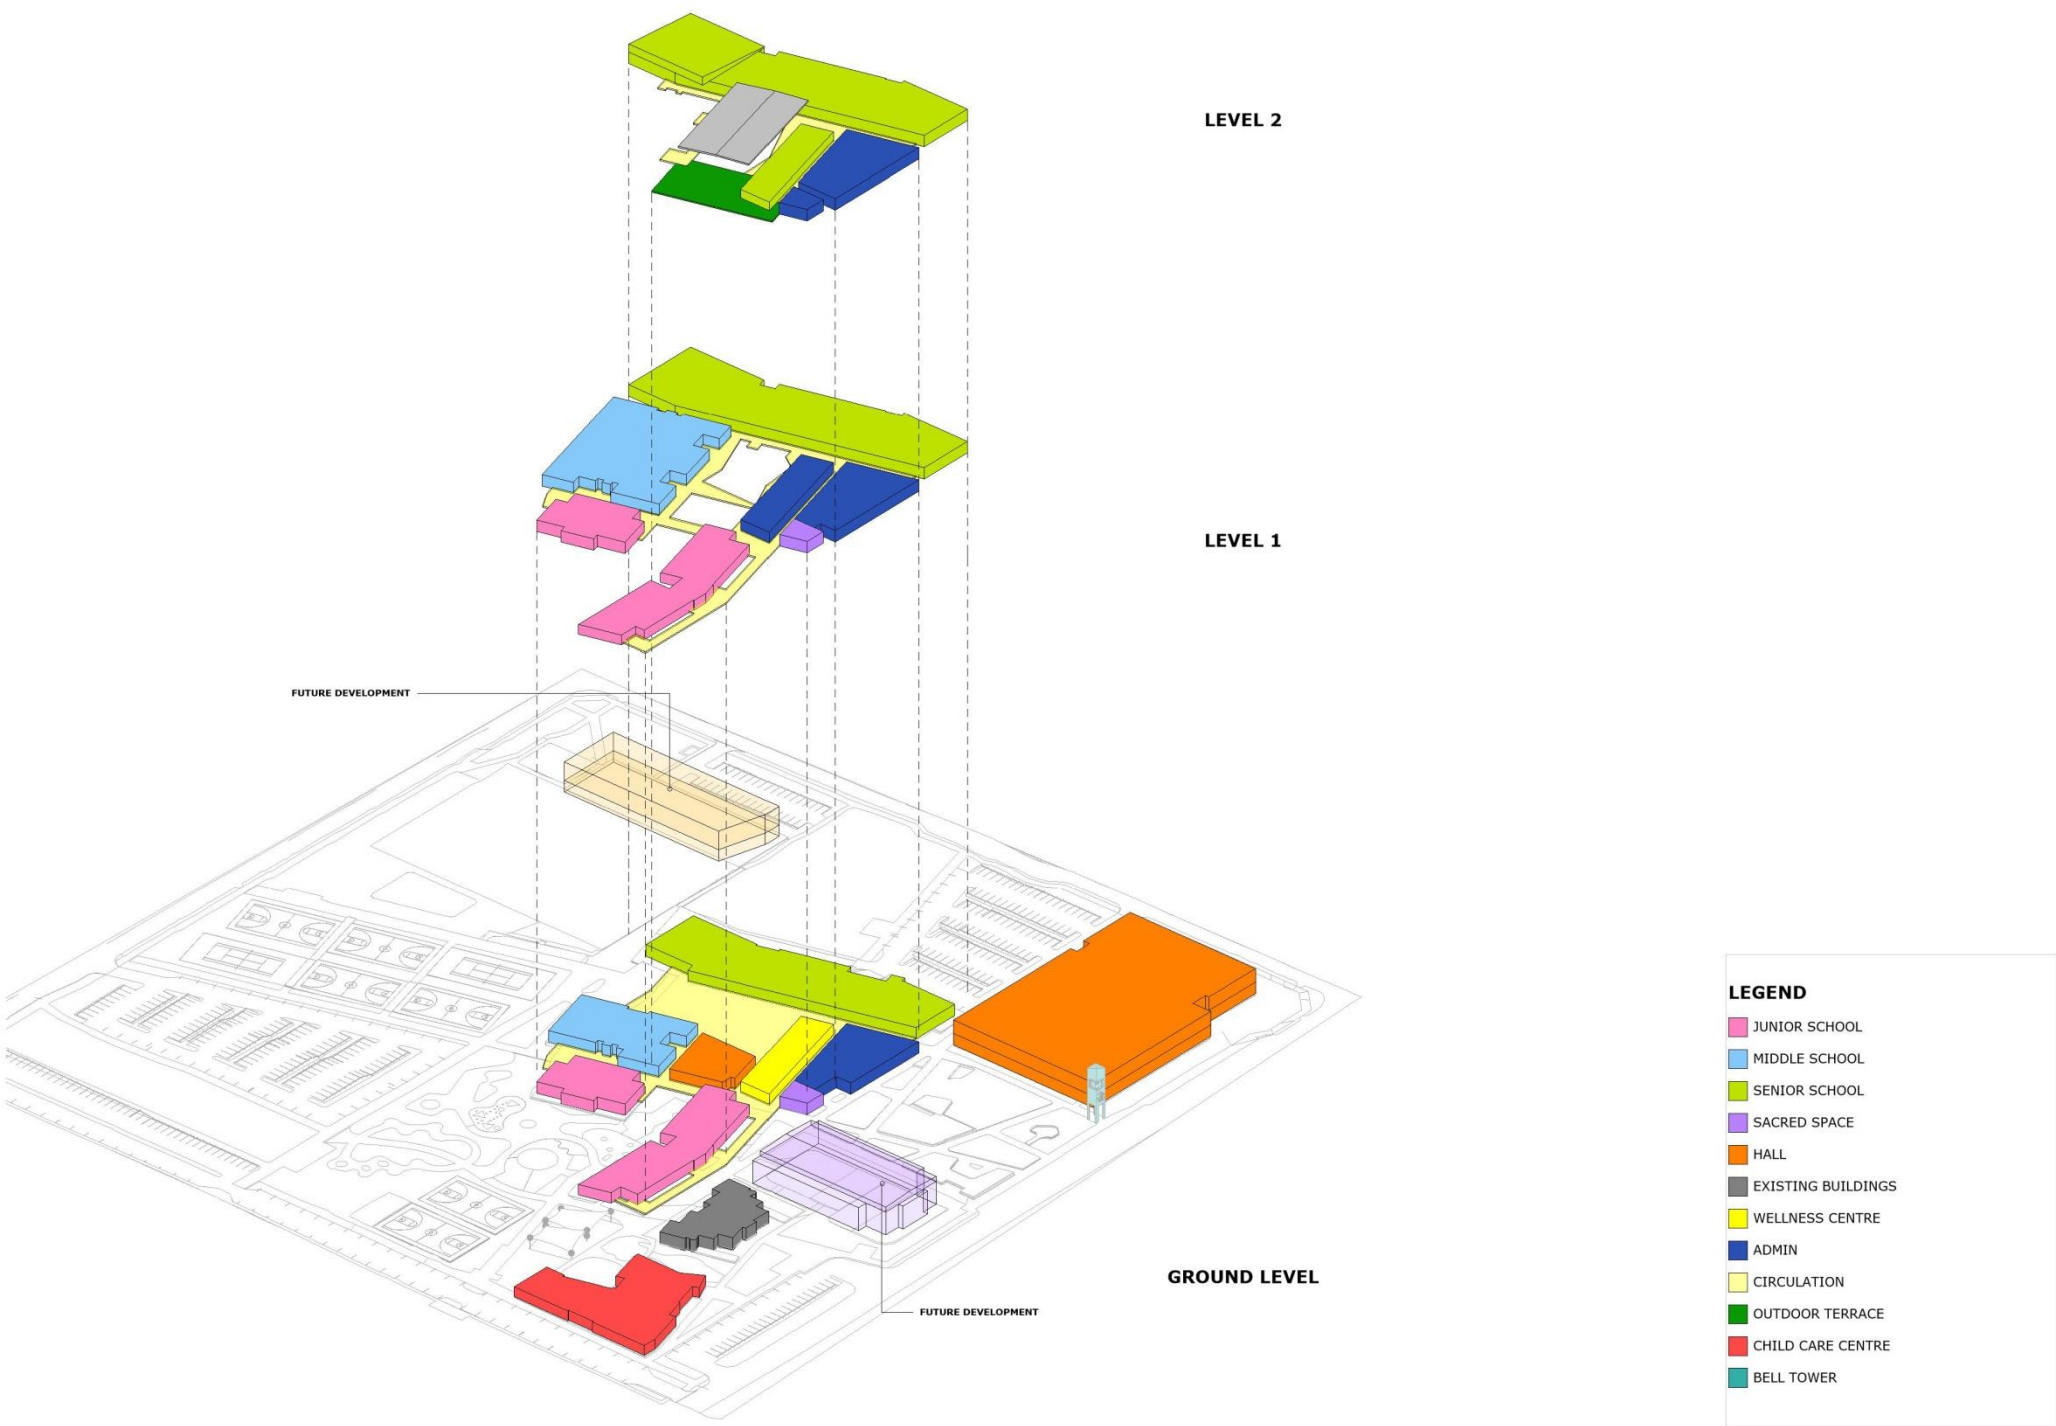 LEVEL 2
LEVEL 1
FUTURE DEVELOPMENT
GROUND LEVEL
FUTURE DEVELOPMENT
LEGEND
JUNIOR SCHOOL
MIDDLE SCHOOL
SENIOR SCHOOL
SACRED SPACE
HALL
EXISTING BUILDINGS
WELLNESS CENTRE
ADMIN
CIRCULATION
OUTDOOR TERRACE
CHILD CARE CENTRE
BELL TOWER